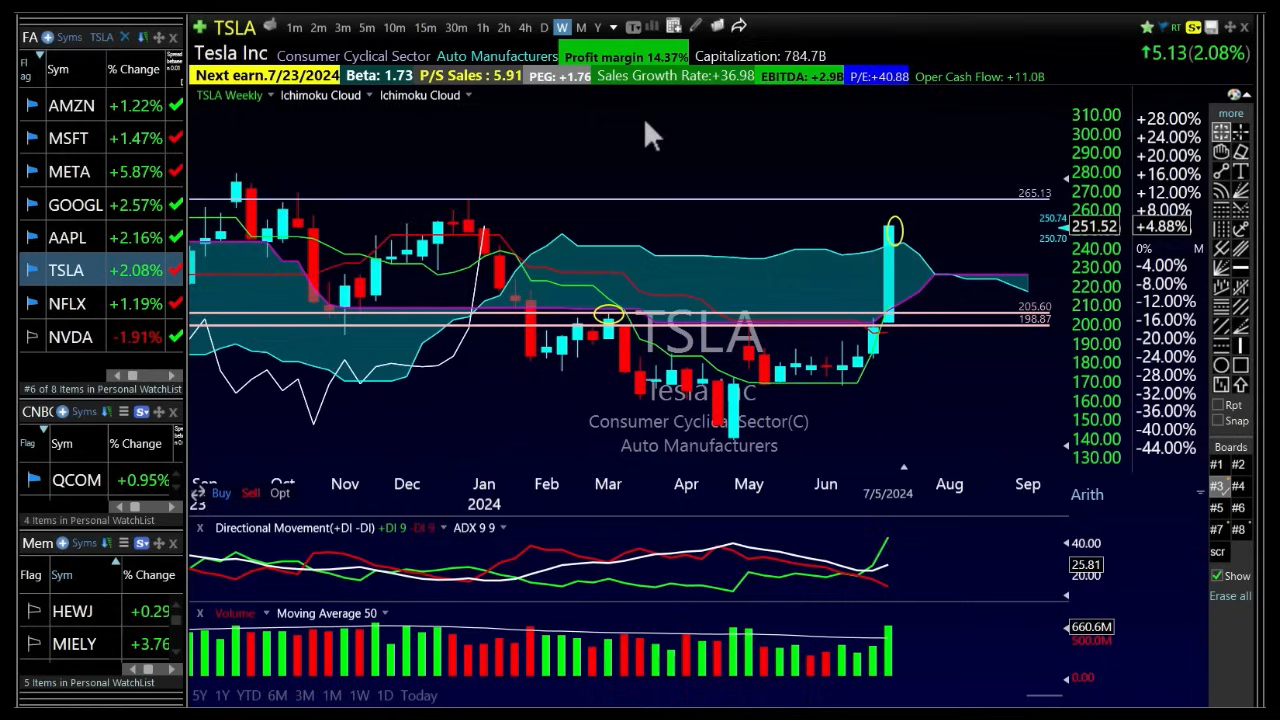 FA Syms TSLA
TSLA 1m 2m 3m 5m 10m 15m 30m 1h 2h 4h D W M Y RT
Tesla Inc Consumer Cyclical Sector Auto Manufacturers Profit margin 14.37% Capitalization: 784.7B
5.13(2.08%)
Next earn.7/23/2024 Beta: 1.73 P/S Sales : 5.91 PEG: +1.76 Sales Growth Rate:+36.98 EBITDA: +2.9B P/E:+40.88 Oper Cash Flow: +11.0B
TSLA Weekly Ichimoku Cloud Ichimoku Cloud
Flag Sym % Change
AMZN +1.22%
MSFT +1.47%
META +5.87%
GOOGL +2.57%
AAPL +2.16%
TSLA +2.08%
NFLX +1.19%
NVDA -1.91%
#6 of 8 Items in Personal WatchList
CNBC Syms
Flag Sym % Change
QCOM +0.95%
4 Items in Personal WatchList
Mem Syms
Flag Sym % Change
HEWJ +0.29
MIELY +3.76
5 Items in Personal WatchList
265.13
205.60
198.87
TSLA
Tesla Inc
Consumer Cyclical Sector(C)
Auto Manufacturers
310.00
300.00
290.00
280.00
270.00
260.00
250.74
251.52
250.70
240.00
230.00
220.00
210.00
200.00
190.00
180.00
170.00
160.00
150.00
140.00
130.00
+28.00%
+24.00%
+20.00%
+16.00%
+12.00%
+8.00%
+4.88%
0% M
-4.00%
-8.00%
-12.00%
-16.00%
-20.00%
-24.00%
-28.00%
-32.00%
-36.00%
-40.00%
-44.00%
Sep Oct Nov Dec Jan Feb Mar Apr May Jun 7/5/2024 Aug Sep
23 2024
Buy Sell Opt
Arith
Directional Movement(+DI -DI) +DI 9 -DI 9 ADX 9 9
40.00
25.81
20.00
Volume Moving Average 50
660.6M
500.0M
0.00
5Y 1Y YTD 6M 3M 1M 1W 1D Today
more
Rpt
Snap
Boards
#1 #2
#3 #4
#5 #6
#7 #8
scr
Show
Erase all